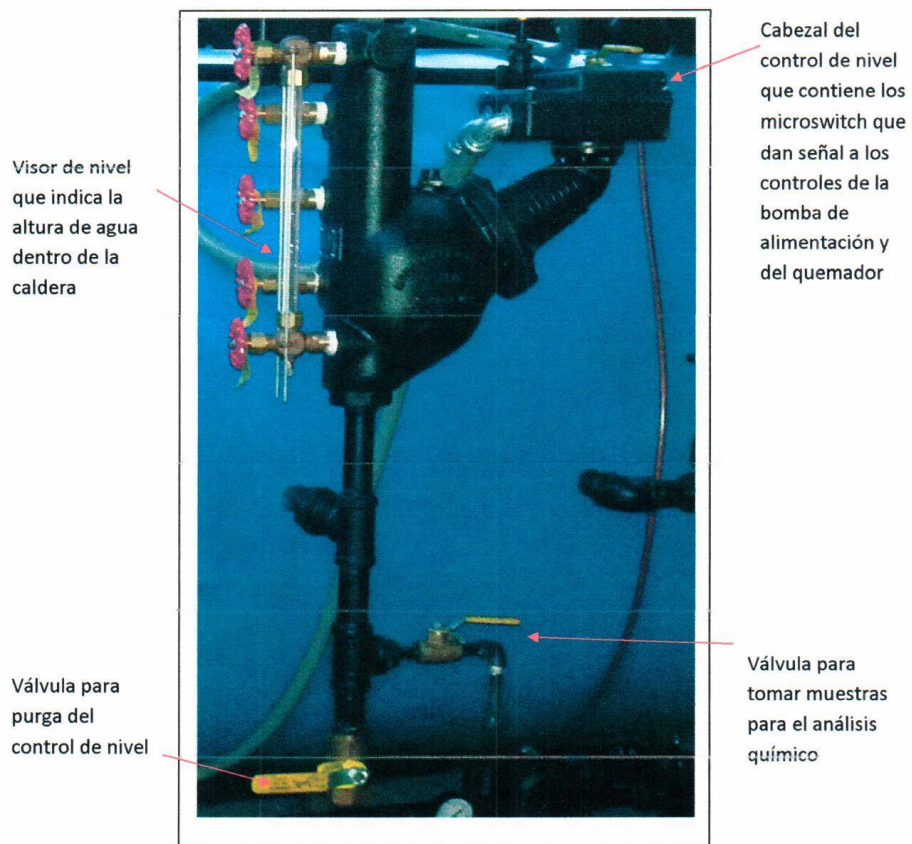 Cabezal del
control de nivel
que contiene los
microswitch que
dan señal a los
controles de la
bomba de
alimentación y
del quemador
Visor de nivel
que indica la
altura de agua
dentro de la
caldera
Válvula para
purga del
control de nivel
Válvula para
tomar muestras
para el análisis
químico